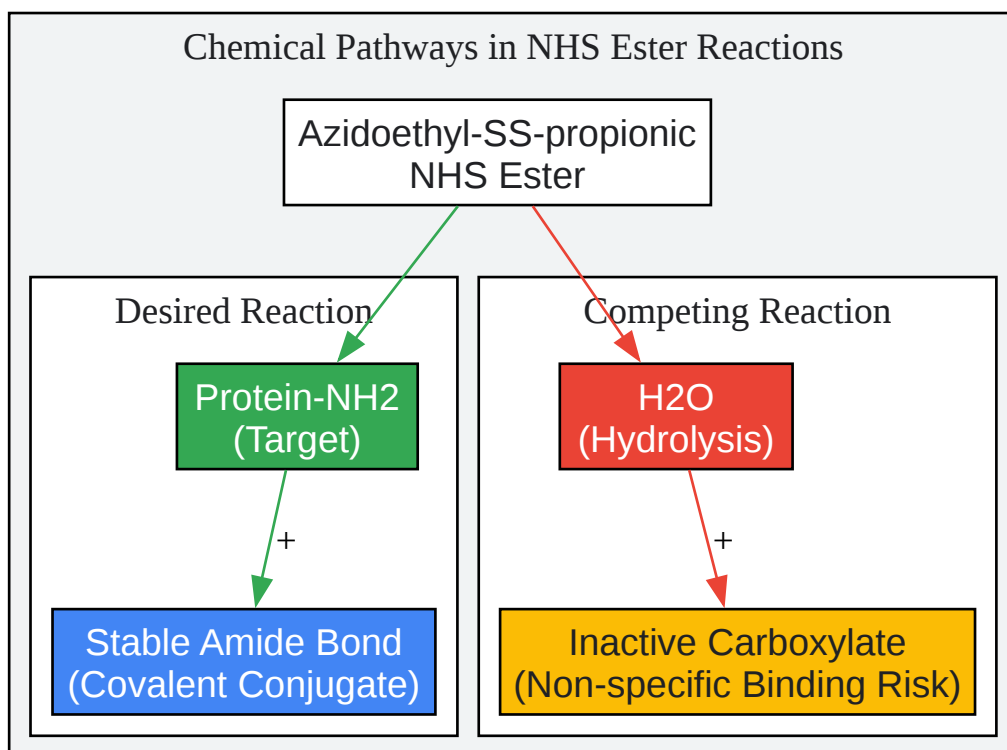 Chemical Pathways in NHS Ester Reactions
Azidoethyl-SS-propionic
NHS Ester
Desired Reaction
Protein-NH2
(Target)
+
Stable Amide Bond
(Covalent Conjugate)
Competing Reaction
H2O
(Hydrolysis)
+
Inactive Carboxylate
(Non-specific Binding Risk)